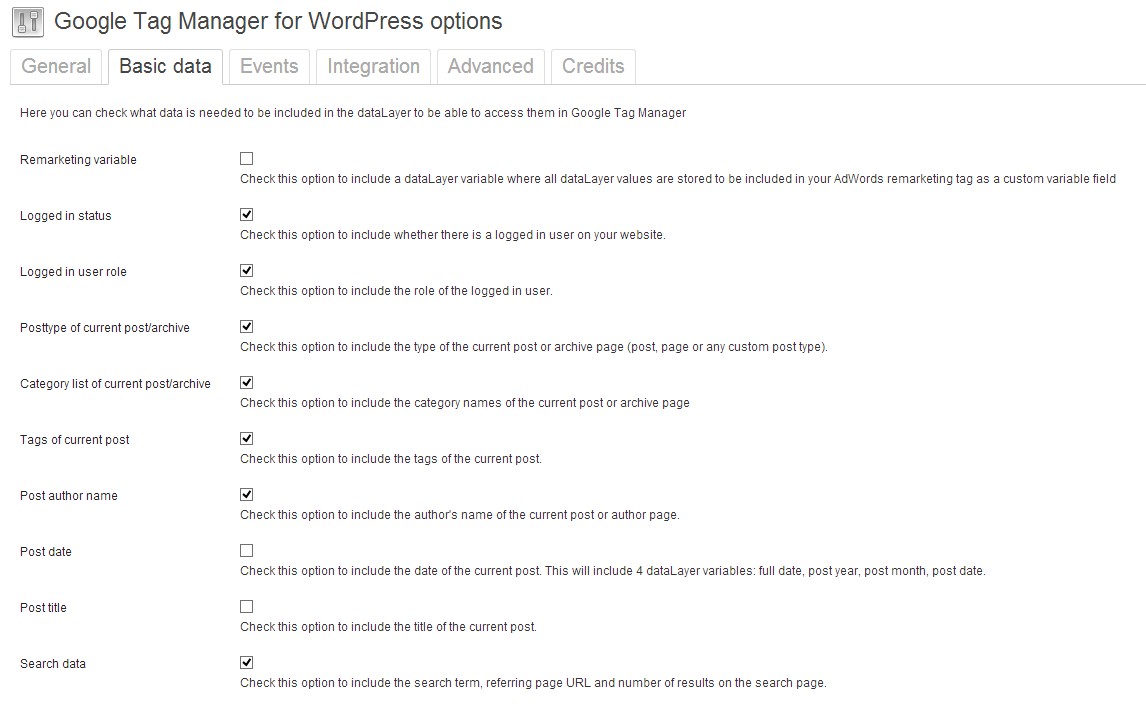 Google Tag Manager for WordPress options
General Basic data Events Integration Advanced Credits
Here you can check what data is needed to be included in the dataLayer to be able to access them in Google Tag Manager
Remarketing variable
Check this option to include a dataLayer variable where all dataLayer values are stored to be included in your AdWords remarketing tag as a custom variable field
Logged in status
Check this option to include whether there is a logged in user on your website.
Logged in user role
Check this option to include the role of the logged in user.
Posttype of current post/archive
Check this option to include the type of the current post or archive page (post, page or any custom post type).
Category list of current post/archive
Check this option to include the category names of the current post or archive page
Tags of current post
Check this option to include the tags of the current post.
Post author name
Check this option to include the author's name of the current post or author page.
Post date
Check this option to include the date of the current post. This will include 4 dataLayer variables: full date, post year, post month, post date.
Post title
Check this option to include the title of the current post.
Search data
Check this option to include the search term, referring page URL and number of results on the search page.